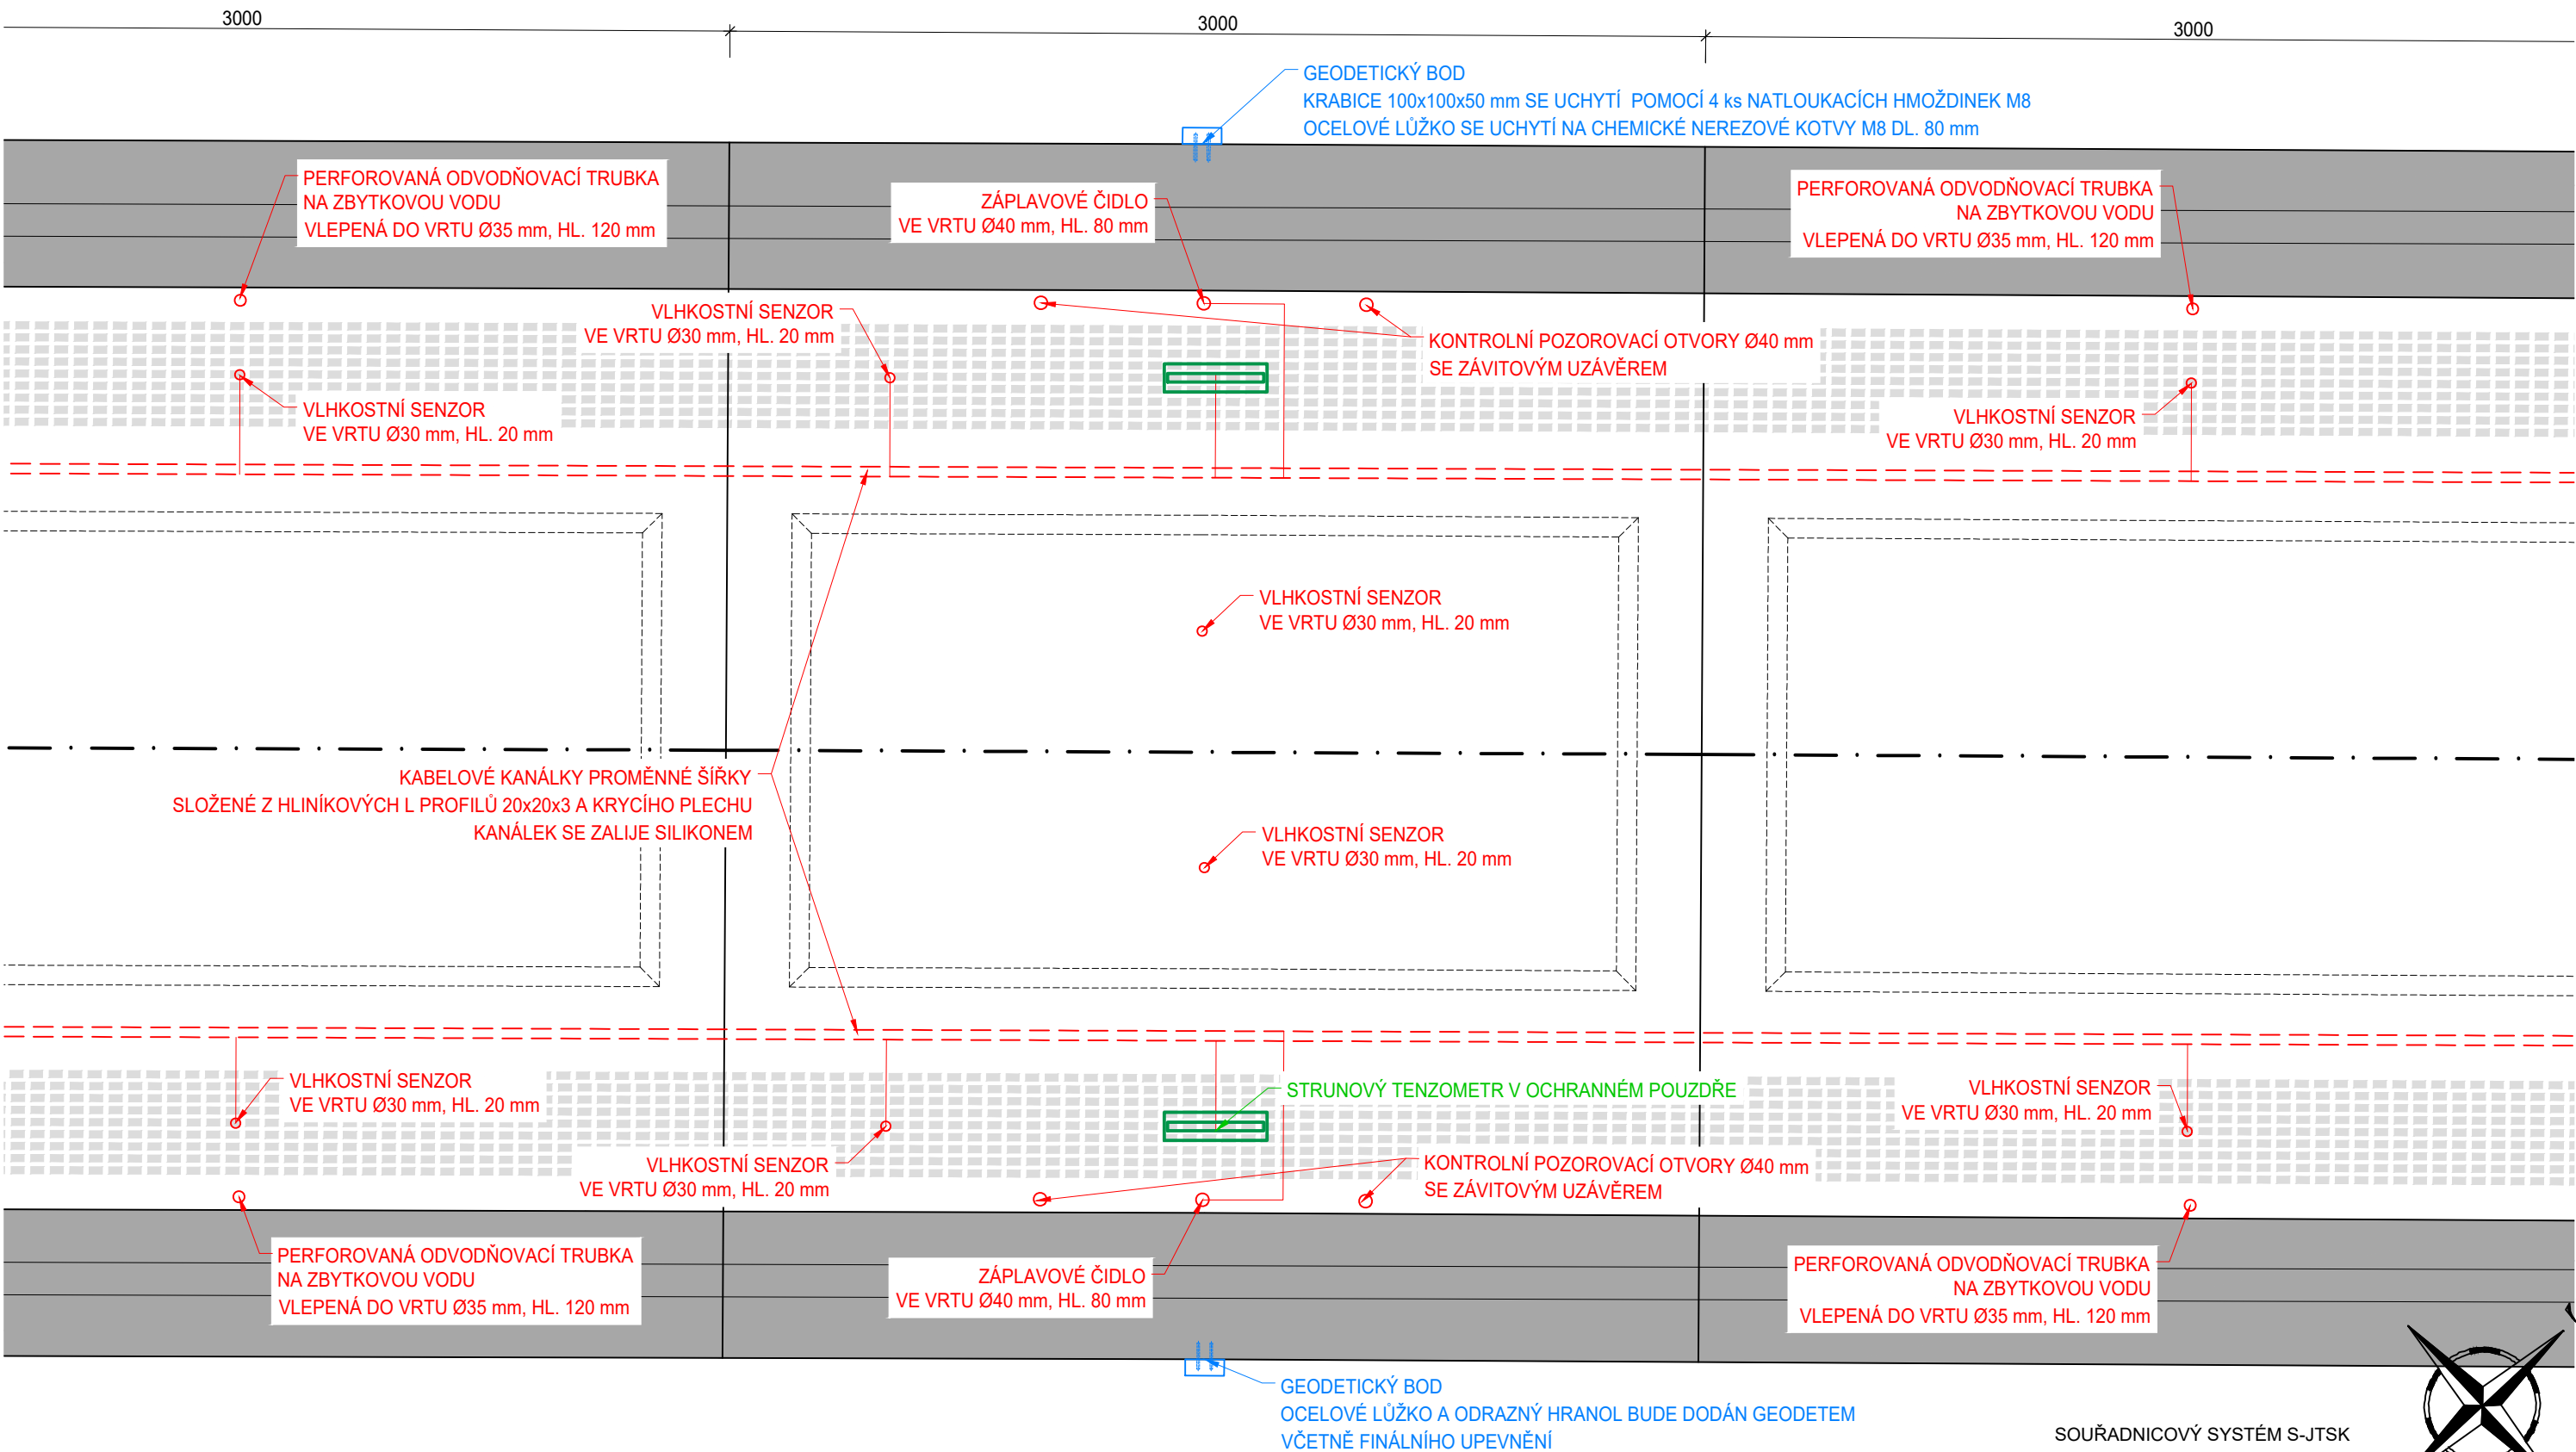 3000
3000
3000
GEODETICKÝ BOD
KRABICE 100x100x50 mm SE UCHYTÍ POMOCÍ 4 ks NATLOUKACÍCH HMOŽDINEK M8
OCELOVÉ LŮŽKO SE UCHYTÍ NA CHEMICKÉ NEREZOVÉ KOTVY M8 DL. 80 mm
PERFOROVANÁ ODVODŇOVACÍ TRUBKA
NA ZBYTKOVOU VODU
VLEPENÁ DO VRTU Ø35 mm, HL. 120 mm
ZÁPLAVOVÉ ČIDLO
VE VRTU Ø40 mm, HL. 80 mm
PERFOROVANÁ ODVODŇOVACÍ TRUBKA
NA ZBYTKOVOU VODU
VLEPENÁ DO VRTU Ø35 mm, HL. 120 mm
VLHKOSTNÍ SENZOR
VE VRTU Ø30 mm, HL. 20 mm
KONTROLNÍ POZOROVACÍ OTVORY Ø40 mm
SE ZÁVITOVÝM UZÁVĚREM
VLHKOSTNÍ SENZOR
VE VRTU Ø30 mm, HL. 20 mm
VLHKOSTNÍ SENZOR
VE VRTU Ø30 mm, HL. 20 mm
VLHKOSTNÍ SENZOR
VE VRTU Ø30 mm, HL. 20 mm
KABELOVÉ KANÁLKY PROMĚNNÉ ŠÍŘKY
SLOŽENÉ Z HLINÍKOVÝCH L PROFILŮ 20x20x3 A KRYCÍHO PLECHU
KANÁLEK SE ZALIJE SILIKONEM
VLHKOSTNÍ SENZOR
VE VRTU Ø30 mm, HL. 20 mm
VLHKOSTNÍ SENZOR
VE VRTU Ø30 mm, HL. 20 mm
STRUNOVÝ TENZOMETR V OCHRANNÉM POUZDŘE
VLHKOSTNÍ SENZOR
VE VRTU Ø30 mm, HL. 20 mm
VLHKOSTNÍ SENZOR
VE VRTU Ø30 mm, HL. 20 mm
KONTROLNÍ POZOROVACÍ OTVORY Ø40 mm
SE ZÁVITOVÝM UZÁVĚREM
PERFOROVANÁ ODVODŇOVACÍ TRUBKA
NA ZBYTKOVOU VODU
VLEPENÁ DO VRTU Ø35 mm, HL. 120 mm
ZÁPLAVOVÉ ČIDLO
VE VRTU Ø40 mm, HL. 80 mm
PERFOROVANÁ ODVODŇOVACÍ TRUBKA
NA ZBYTKOVOU VODU
VLEPENÁ DO VRTU Ø35 mm, HL. 120 mm
GEODETICKÝ BOD
OCELOVÉ LŮŽKO A ODRAZNÝ HRANOL BUDE DODÁN GEODETEM
VČETNĚ FINÁLNÍHO UPEVNĚNÍ
SOUŘADNICOVÝ SYSTÉM S-JTSK